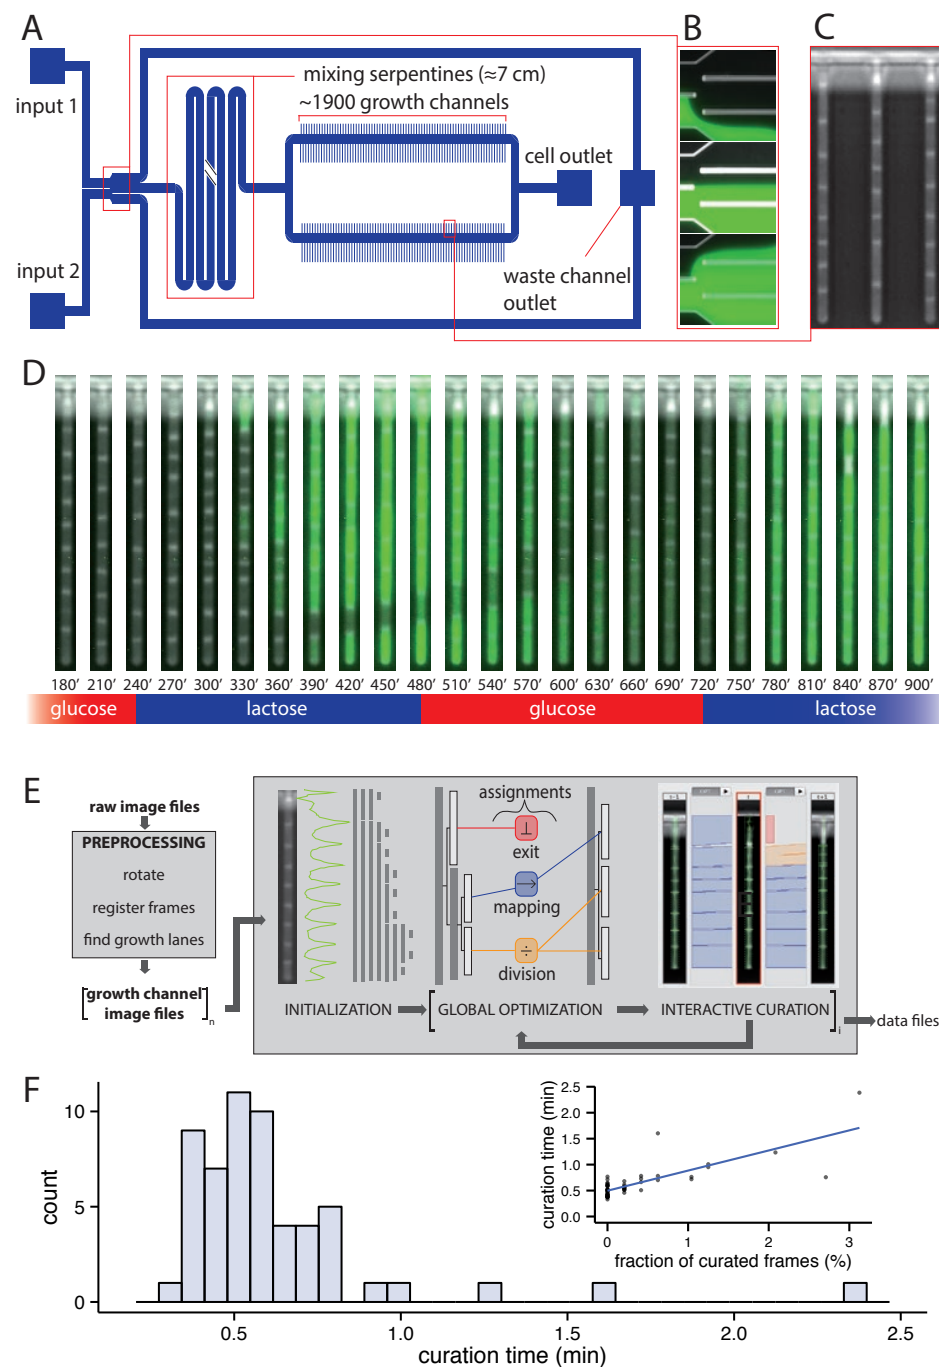 A
B
C
input 1
mixing serpentines (≈7 cm)
~1900 growth channels
cell outlet
input 2
waste channel
outlet
D
180’ 210’ 240’ 270’ 300’ 330’ 360’ 390’ 420’ 450’ 480’ 510’ 540’ 570’ 600’ 630’ 660’ 690’ 720’ 750’ 780’ 810’ 840’ 870’ 900’
glucose lactose glucose lactose
E
raw image files
PREPROCESSING
rotate
register frames
find growth lanes
growth channel
image files
n
assignments
⊥
exit
→
mapping
÷
division
t-1
t
t+1
INITIALIZATION
GLOBAL OPTIMIZATION
INTERACTIVE CURATION
i
data files
F
count
10
5
0
0.5 1.0 1.5 2.0 2.5
curation time (min)
curation time (min)
2.5
2.0
1.5
1.0
0.5
0.0
0 1 2 3
fraction of curated frames (%)